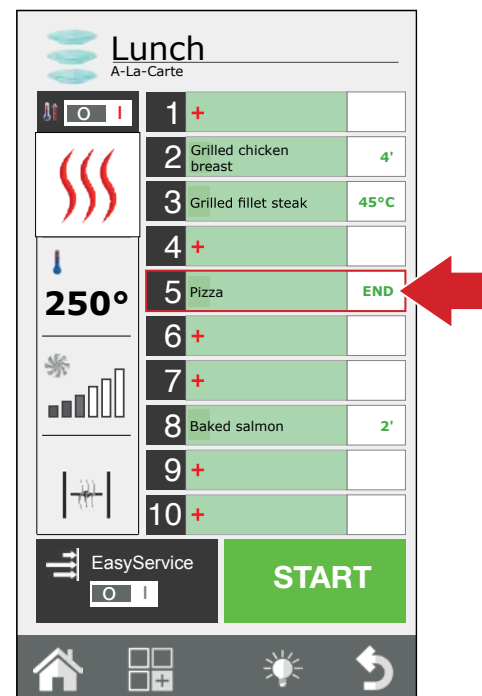 Lunch
A-La-Carte
O I
1 +
2 Grilled chicken
breast 4'
3 Grilled fillet steak 45°C
4 +
250°
5 Pizza END
6 +
7 +
8 Baked salmon 2'
9 +
10 +
EasyService
O I
START